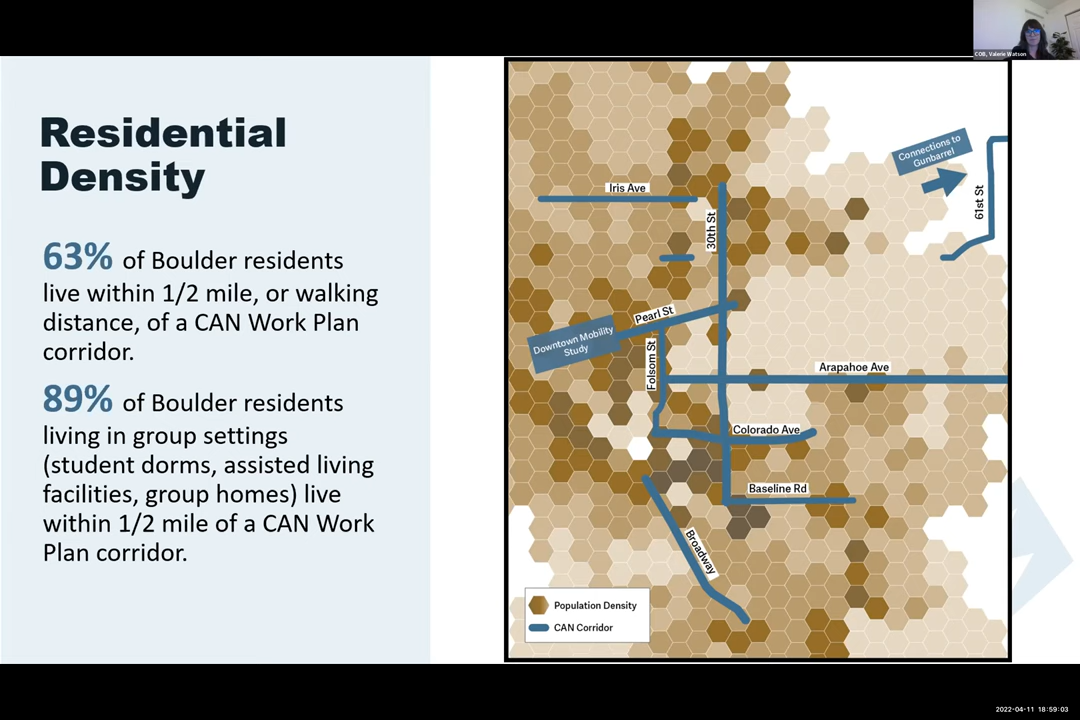 COB, Valerie Watson
Residential
Density
63% of Boulder residents
live within 1/2 mile, or walking
distance, of a CAN Work Plan
corridor.
89% of Boulder residents
living in group settings
(student dorms, assisted living
facilities, group homes) live
within 1/2 mile of a CAN Work
Plan corridor.
Connections to
Gunbarrel
61st St
Iris Ave
30th St
Pearl St
Downtown Mobility
Study
Folsom St
Arapahoe Ave
Colorado Ave
Baseline Rd
Broadway
Population Density
CAN Corridor
2022-04-11 18:59:03